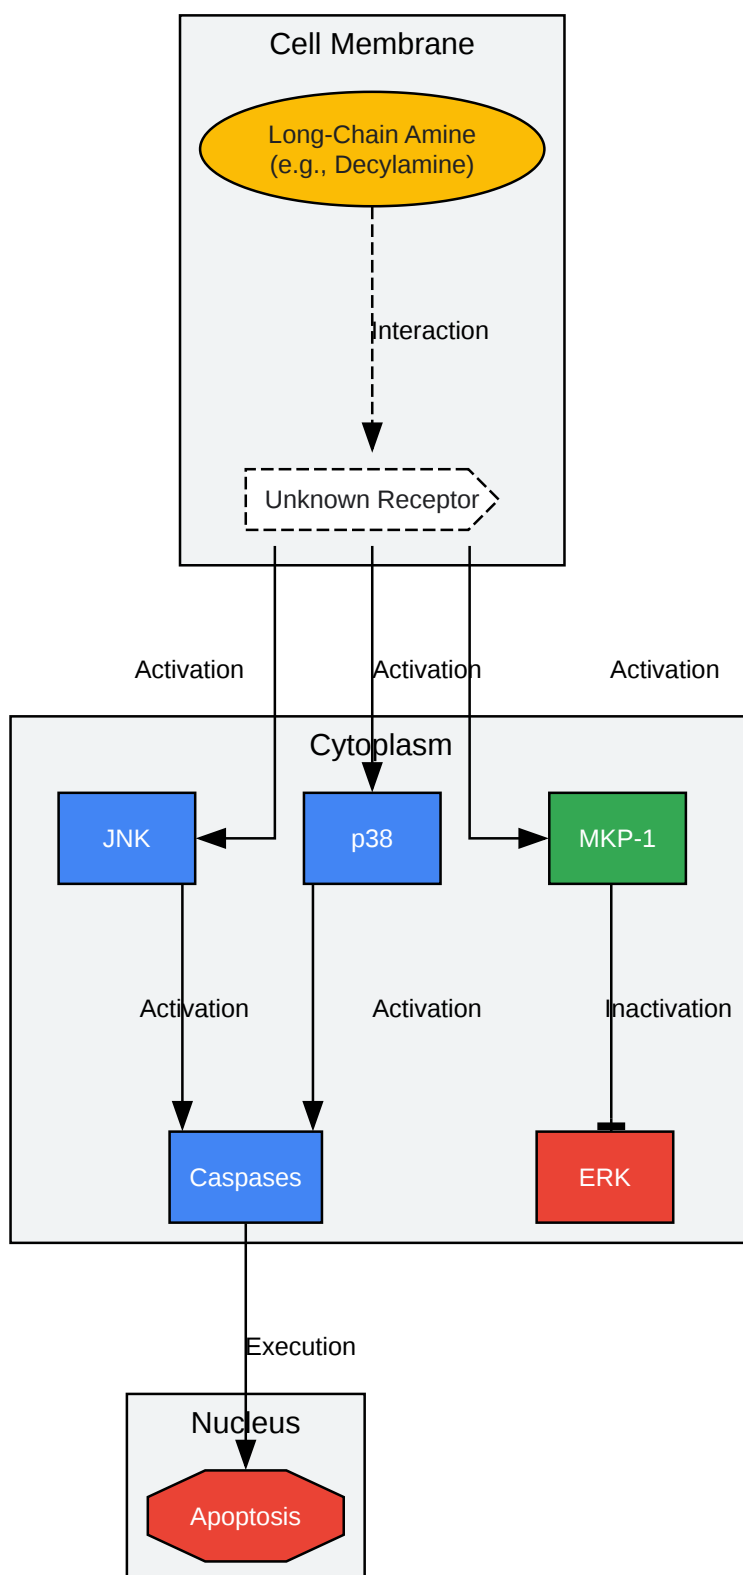 Cell Membrane
Long-Chain Amine
(e.g., Decylamine)
Interaction
Unknown Receptor
Activation
Activation
Activation
Cytoplasm
JNK
p38
MKP-1
Activation
Activation
Inactivation
Caspases
ERK
Execution
Nucleus
Apoptosis